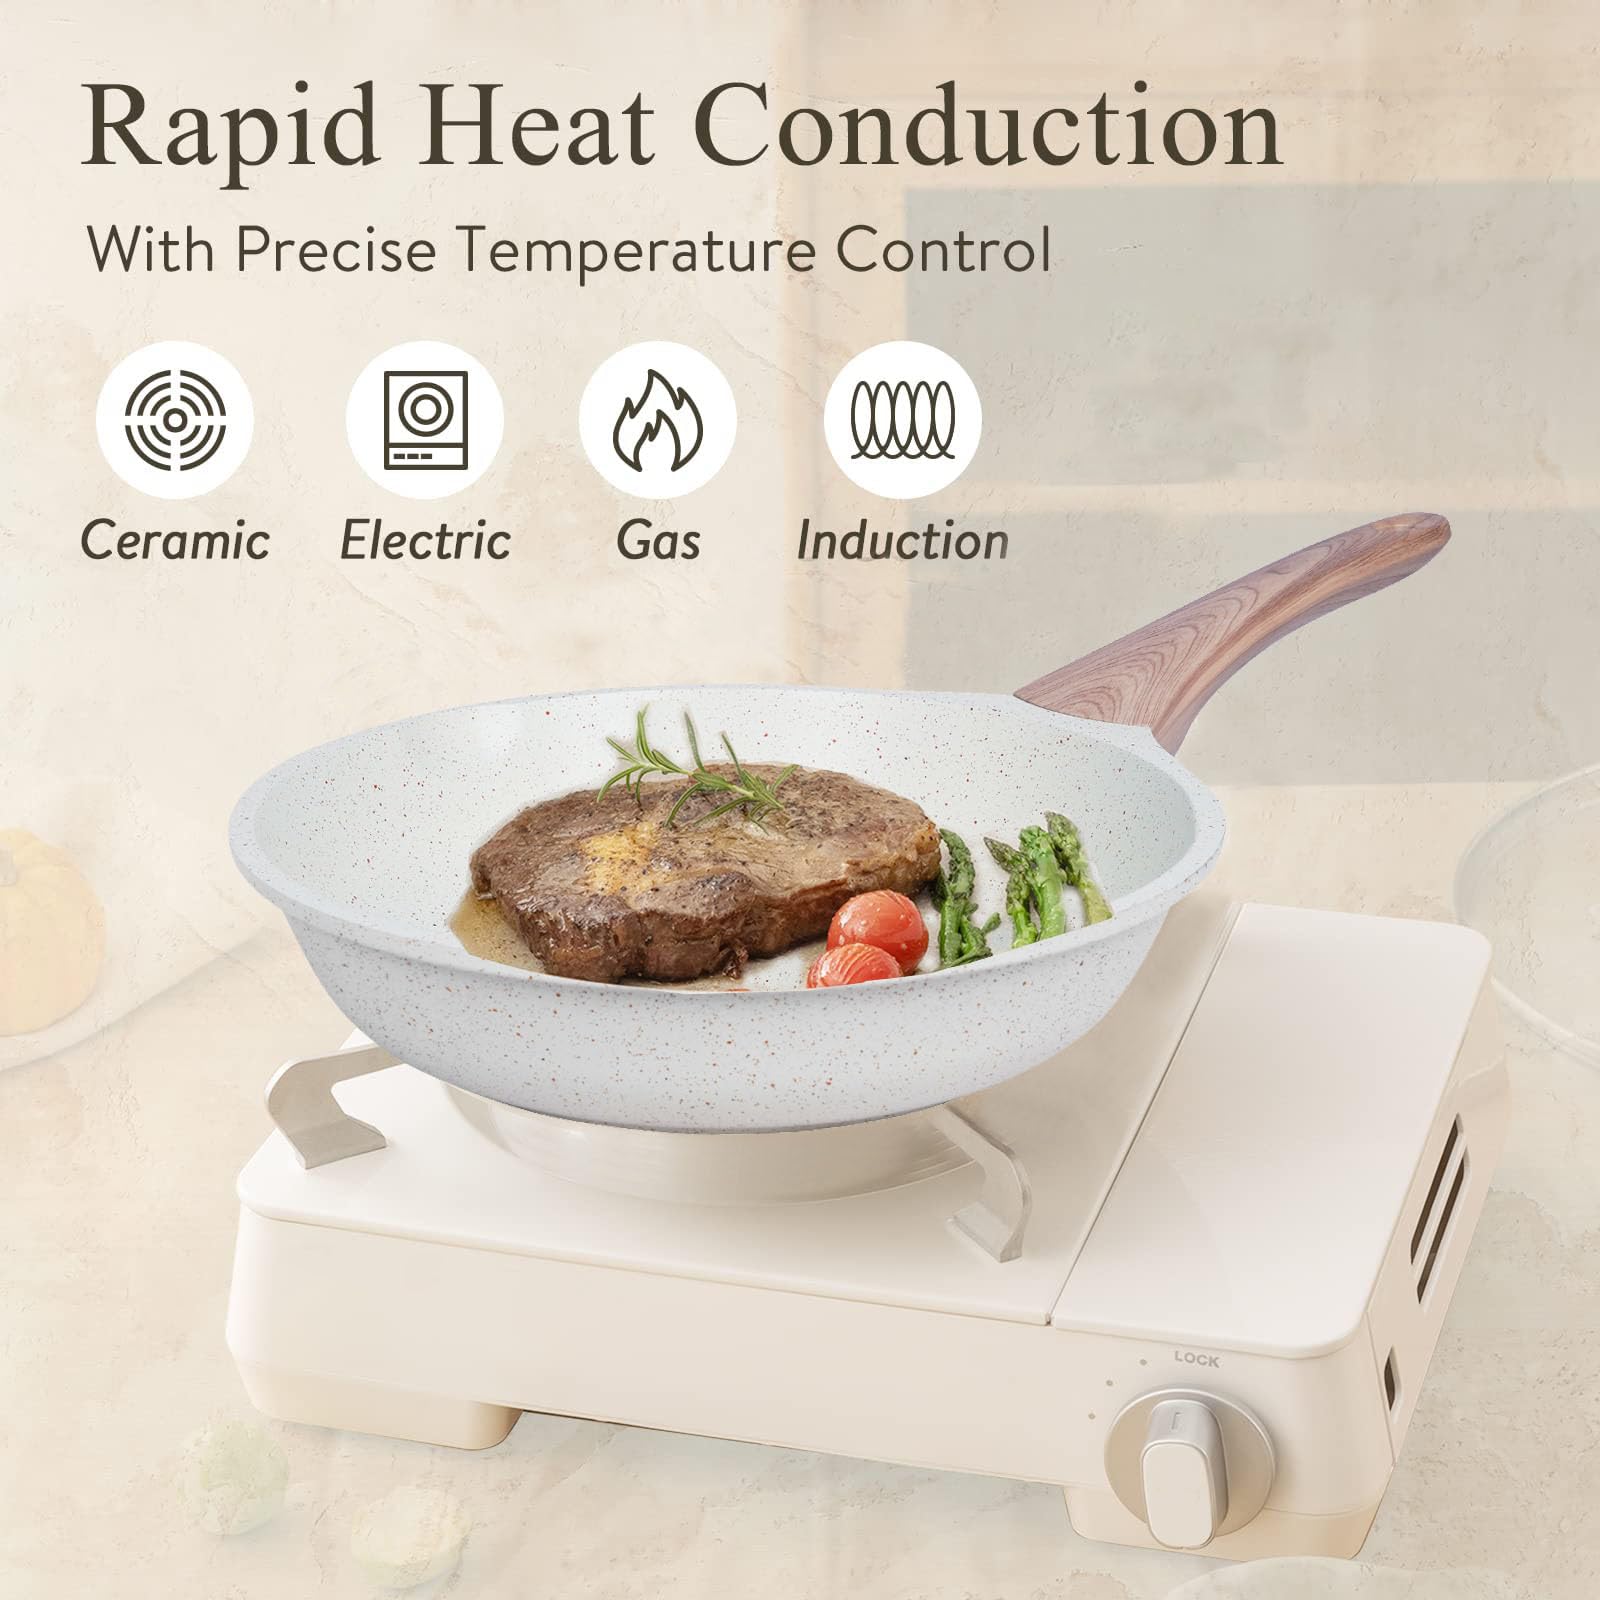 Rapid Heat Conduction
With Precise Temperature Control
Ceramic
Electric
Gas
Induction
LOCK